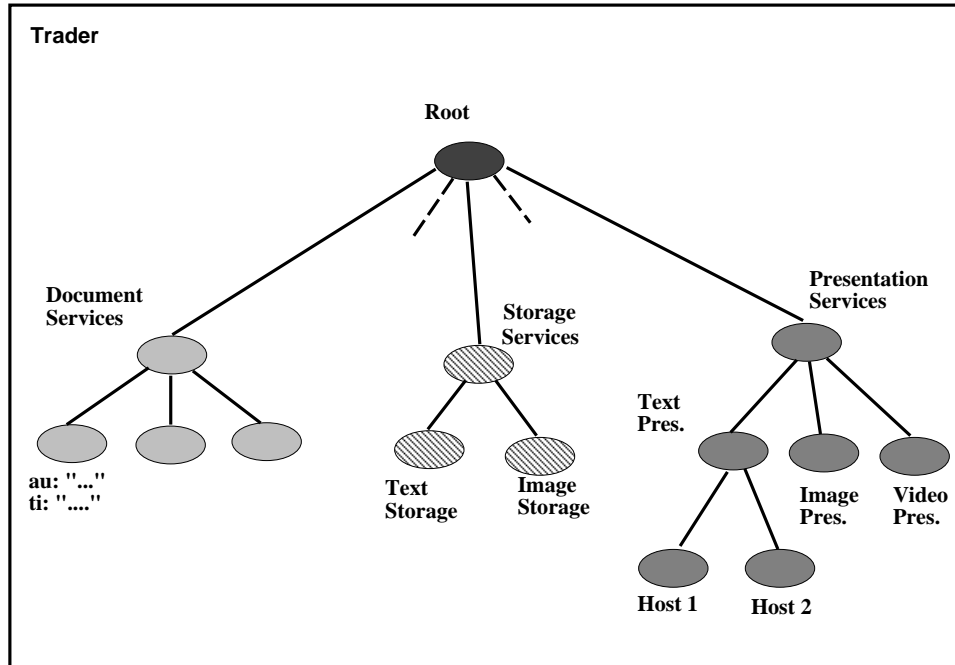 Trader
Root
Document
Services
Storage
Services
Presentation
Services
Text
Pres.
au: "..."
ti: "...."
Text
Storage
Image
Storage
Image
Pres.
Video
Pres.
Host 1
Host 2